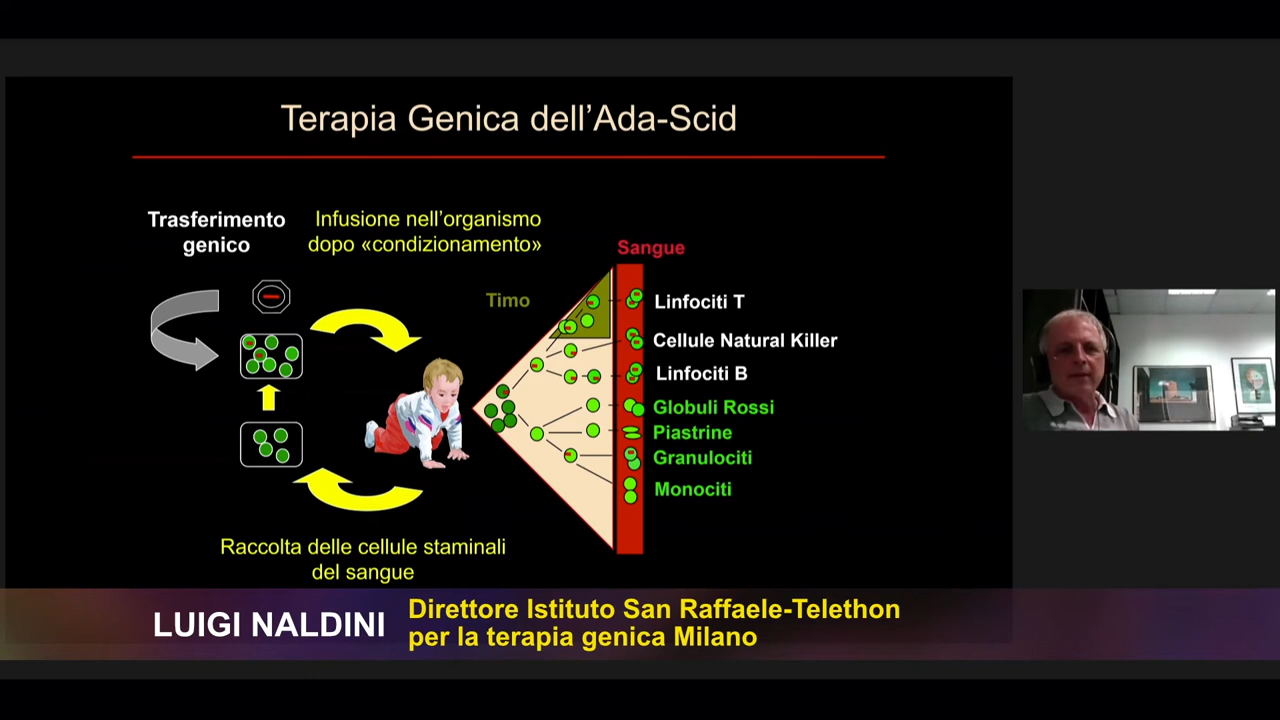 Terapia Genica dell'Ada-Scid
Trasferimento
genico
Infusione nell'organismo
dopo «condizionamento»
Sangue
Timo
Linfociti T
Cellule Natural Killer
Linfociti B
Globuli Rossi
Piastrine
Granulociti
Monociti
Raccolta delle cellule staminali
del sangue
LUIGI NALDINI
Direttore Istituto San Raffaele-Telethon
per la terapia genica Milano